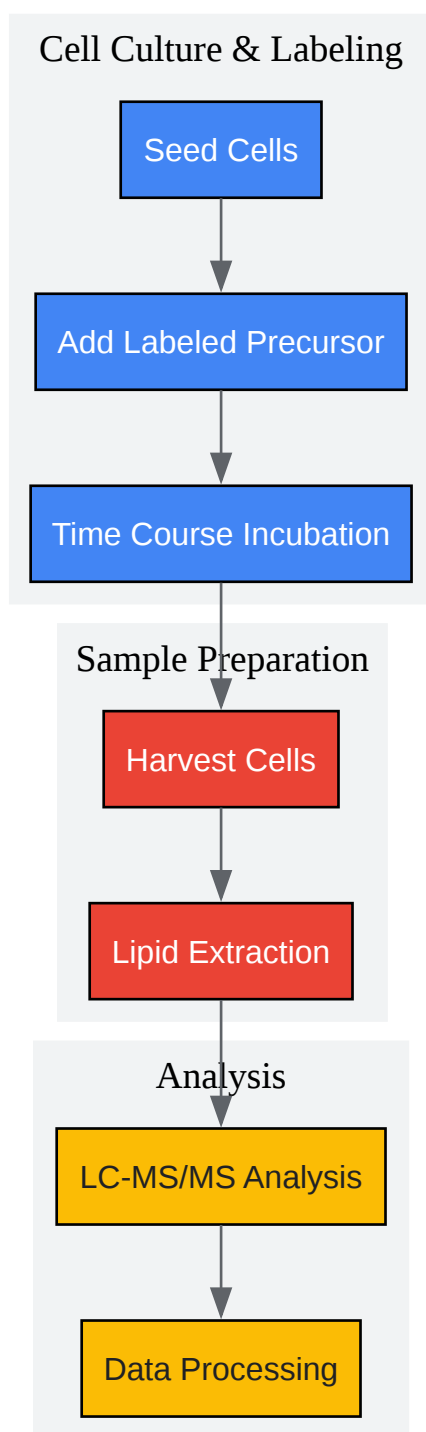 Cell Culture & Labeling
Seed Cells
Add Labeled Precursor
Time Course Incubation
Sample Preparation
Harvest Cells
Lipid Extraction
Analysis
LC-MS/MS Analysis
Data Processing